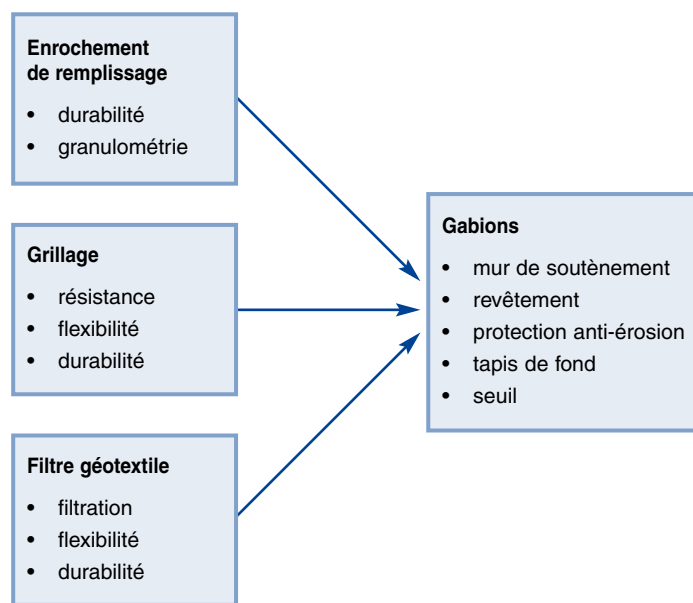 Enrochement
de remplissage
• durabilité
• granulométrie
Grillage
• résistance
• flexibilité
• durabilité
Filtre géotextile
• filtration
• flexibilité
• durabilité
Gabions
• mur de soutènement
• revêtement
• protection anti-érosion
• tapis de fond
• seuil